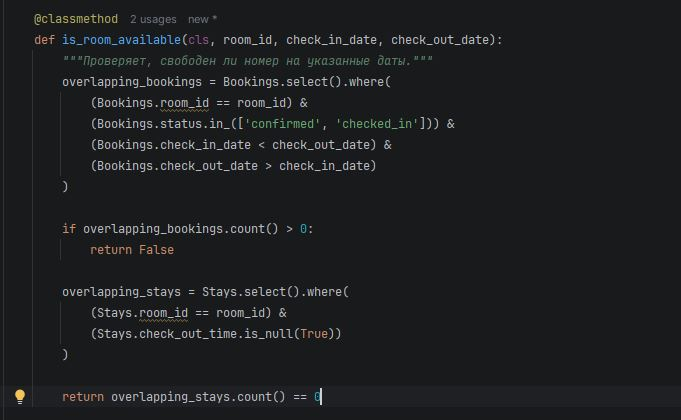 @classmethod 2 usages new *
def is_room_available(cls, room_id, check_in_date, check_out_date):
    """Проверяет, свободен ли номер на указанные даты."""
    overlapping_bookings = Bookings.select().where(
        (Bookings.room_id == room_id) &
        (Bookings.status.in_(['confirmed', 'checked_in'])) &
        (Bookings.check_in_date < check_out_date) &
        (Bookings.check_out_date > check_in_date)
    )
    if overlapping_bookings.count() > 0:
        return False
    overlapping_stays = Stays.select().where(
        (Stays.room_id == room_id) &
        (Stays.check_out_time.is_null(True))
    )
    return overlapping_stays.count() == 0